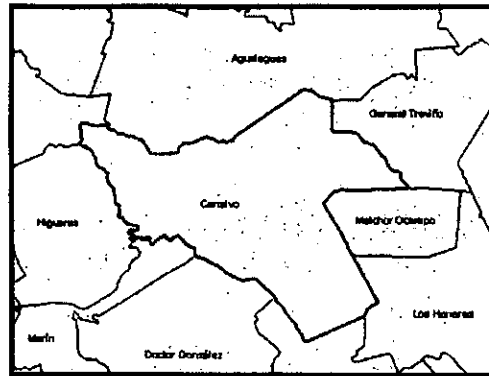 Agualeguas
General Treviño
Cerralvo
Melchor Ocampo
Higueras
Los Herreras
Marín
Doctor González